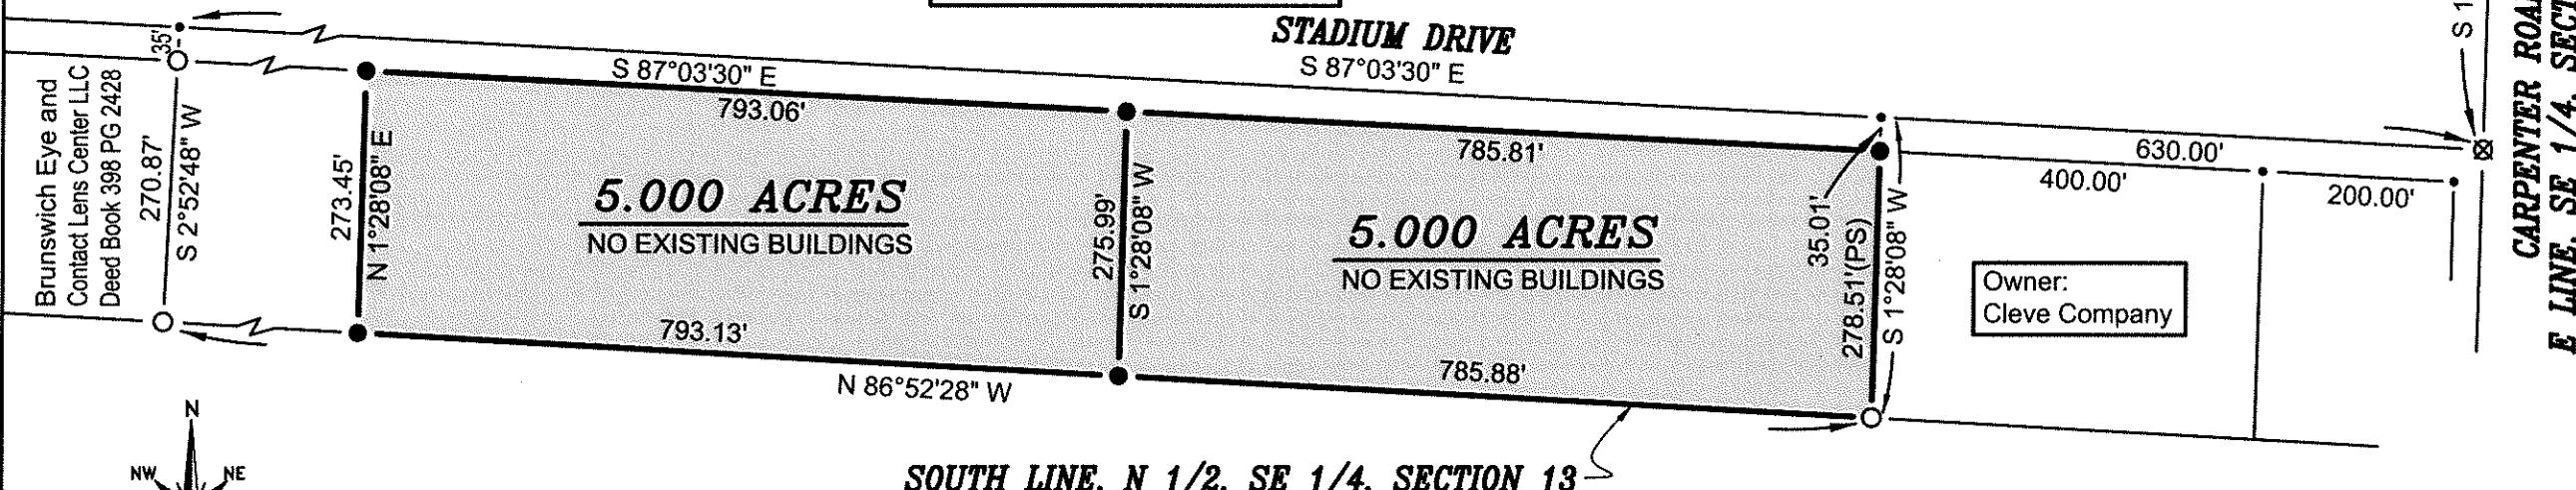 STADIUM DRIVE
S 87°03'30" E
S 87°03'30" E
35'
793.06'
785.81'
630.00'
400.00'
200.00'
Brunswich Eye and
Contact Lens Center LLC
Deed Book 398 PG 2428
270.87'
S 2°52'48" W
273.45'
N 1°28'08" E
5.000 ACRES
NO EXISTING BUILDINGS
275.99'
S 1°28'08" W
5.000 ACRES
NO EXISTING BUILDINGS
35.01'
278.51'(PS)
S 1°28'08" W
Owner:
Cleve Company
793.13'
N 86°52'28" W
785.88'
SOUTH LINE, N 1/2, SE 1/4, SECTION 13
N
NW
NE
S 1
CARPENTER ROAD
E LINE, SE 1/4, SECT